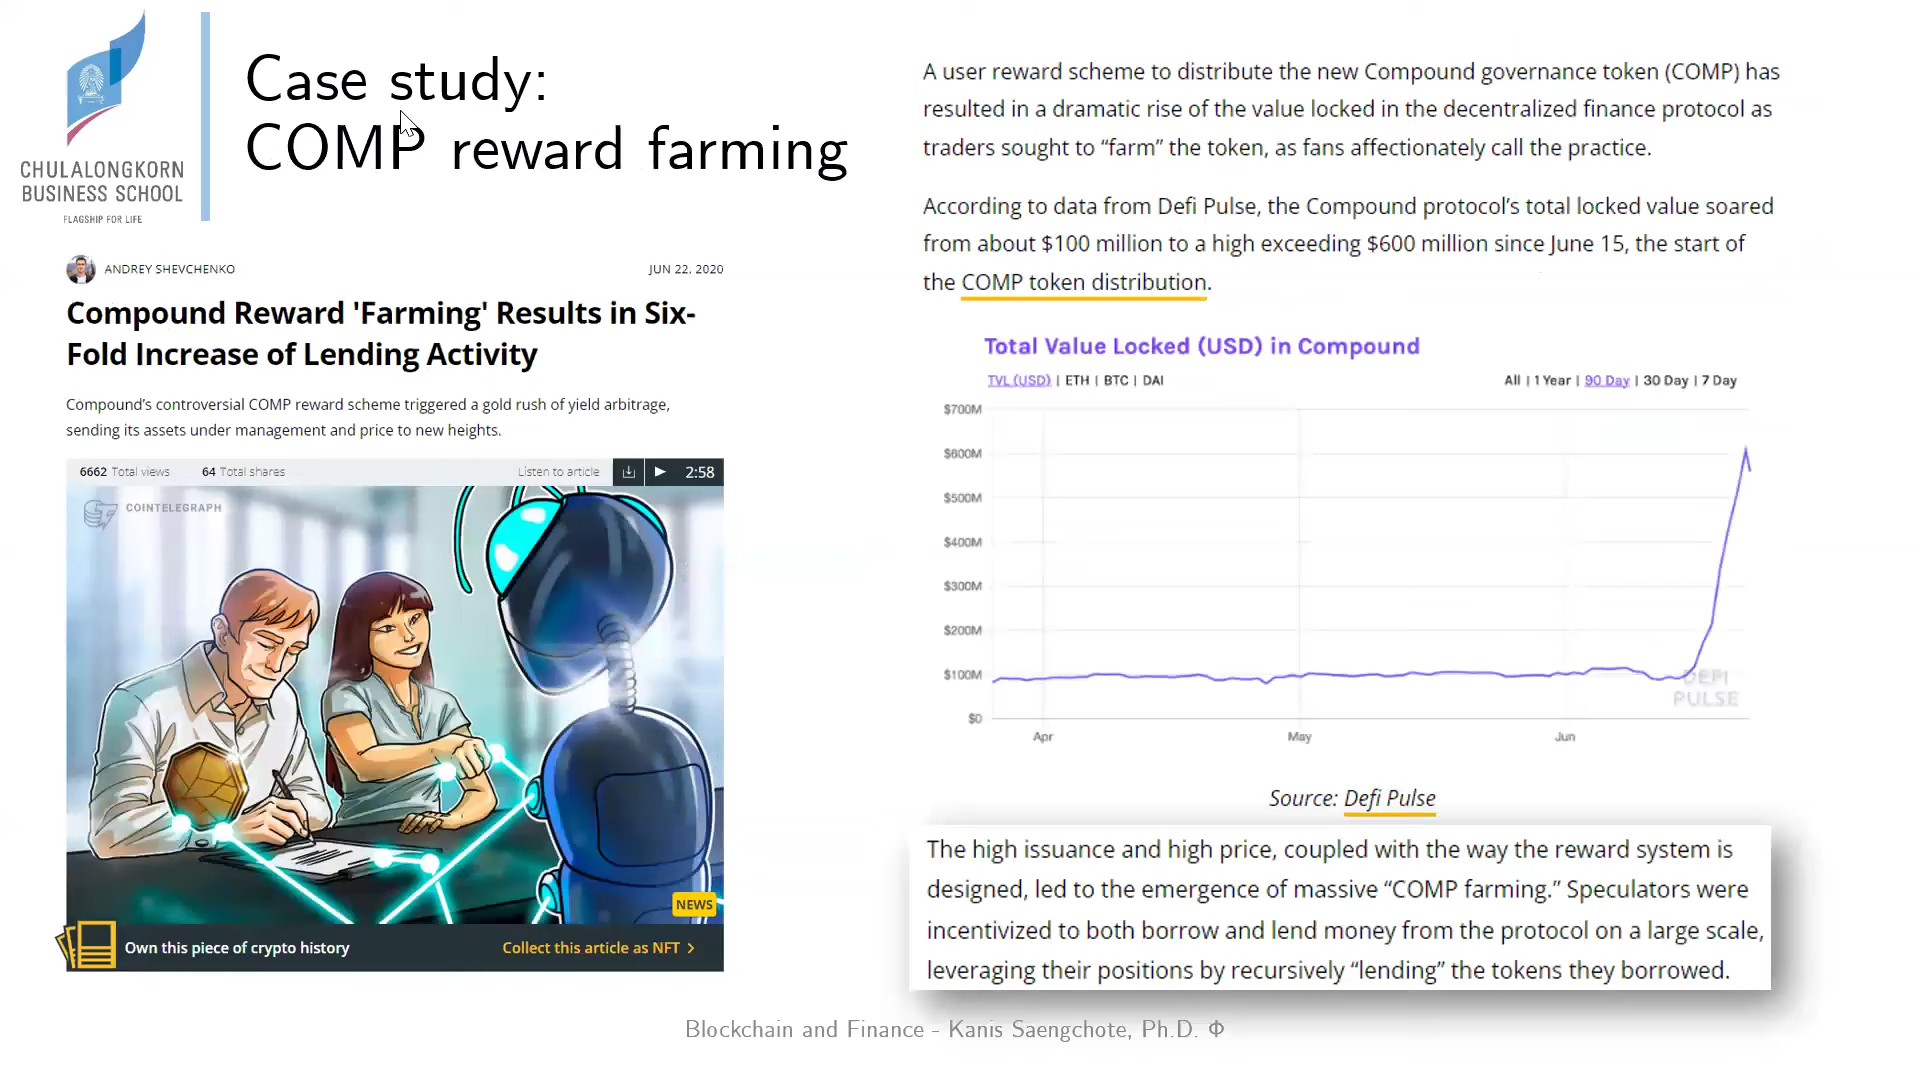 CHULALONGKORN
BUSINESS SCHOOL
FLAGSHIP FOR LIFE
Case study:
COMP reward farming
ANDREY SHEVCHENKO
JUN 22, 2020
Compound Reward 'Farming' Results in Six-
Fold Increase of Lending Activity
Compound's controversial COMP reward scheme triggered a gold rush of yield arbitrage,
sending its assets under management and price to new heights.
6662 Total views 64 Total shares Listen to article 2:58
COINTELEGRAPH
NEWS
Own this piece of crypto history Collect this article as NFT >
A user reward scheme to distribute the new Compound governance token (COMP) has
resulted in a dramatic rise of the value locked in the decentralized finance protocol as
traders sought to “farm” the token, as fans affectionately call the practice.
According to data from Defi Pulse, the Compound protocol's total locked value soared
from about $100 million to a high exceeding $600 million since June 15, the start of
the COMP token distribution.
Total Value Locked (USD) in Compound
TVL (USD) | ETH | BTC | DAI All | 1 Year | 90 Day | 30 Day | 7 Day
$700M
$600M
$500M
$400M
$300M
$200M
$100M
$0
DEFI
PULSE
Apr May Jun
Source: Defi Pulse
The high issuance and high price, coupled with the way the reward system is
designed, led to the emergence of massive “COMP farming.” Speculators were
incentivized to both borrow and lend money from the protocol on a large scale,
leveraging their positions by recursively “lending” the tokens they borrowed.
Blockchain and Finance - Kanis Saengchote, Ph.D. Φ